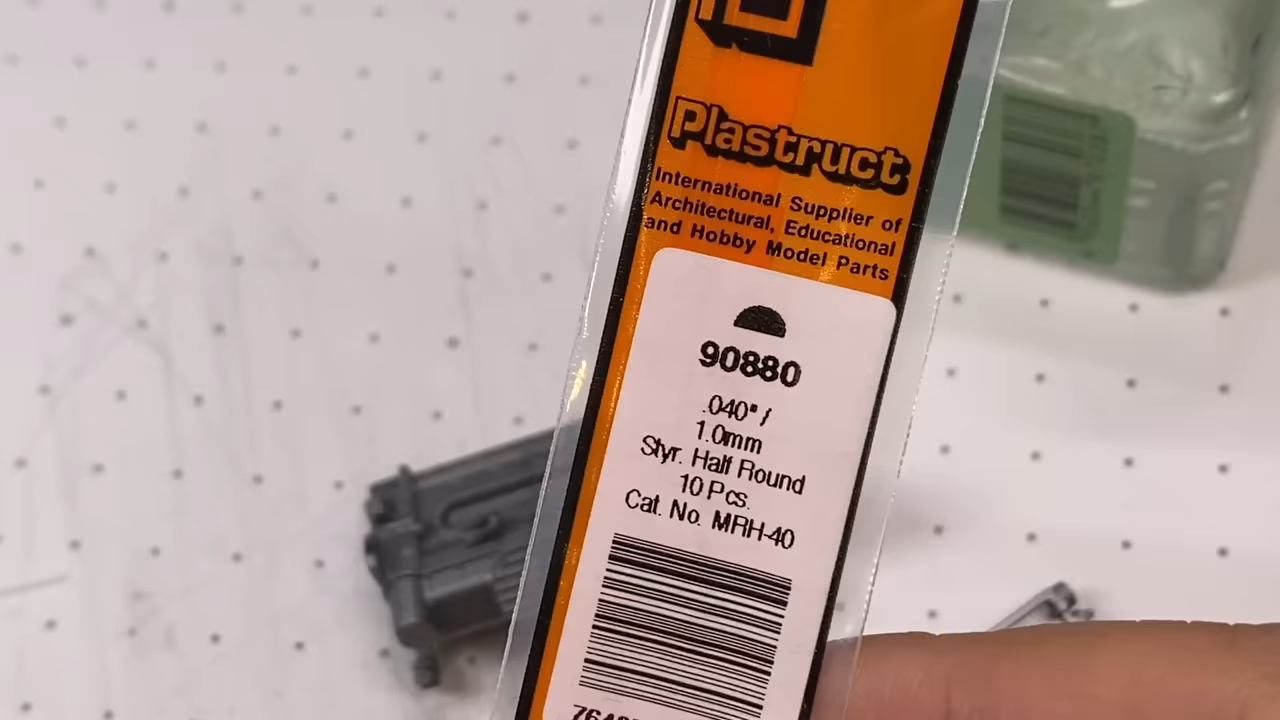 Plastruct
International Supplier of
Architectural, Educational
and Hobby Model Parts
90880
.040" /
1.0mm
Styr. Half Round
10 Pcs.
Cat. No. MRH-40